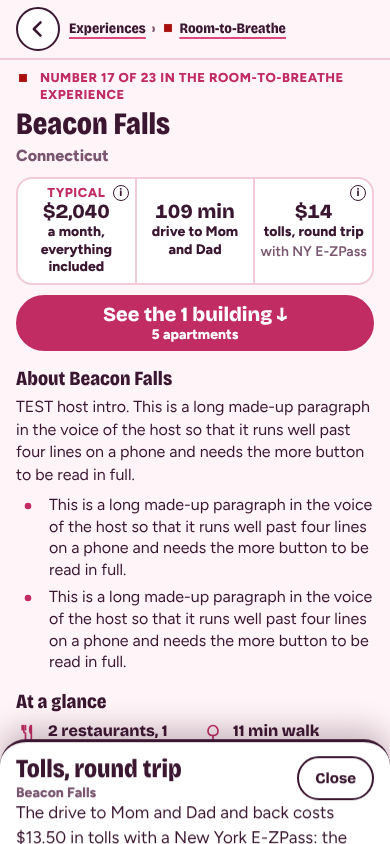 Experiences › Room-to-Breathe
NUMBER 17 OF 23 IN THE ROOM-TO-BREATHE
EXPERIENCE
Beacon Falls
Connecticut
TYPICAL i
$2,040
a month,
everything
included
109 min
drive to Mom
and Dad
i
$14
tolls, round trip
with NY E-ZPass
See the 1 building ↓
5 apartments
About Beacon Falls
TEST host intro. This is a long made-up paragraph
in the voice of the host so that it runs well past
four lines on a phone and needs the more button
to be read in full.
• This is a long made-up paragraph in the voice
of the host so that it runs well past four lines
on a phone and needs the more button to be
read in full.
• This is a long made-up paragraph in the voice
of the host so that it runs well past four lines
on a phone and needs the more button to be
read in full.
At a glance
2 restaurants, 1
11 min walk
Tolls, round trip
Beacon Falls
Close
The drive to Mom and Dad and back costs
$13.50 in tolls with a New York E-ZPass: the